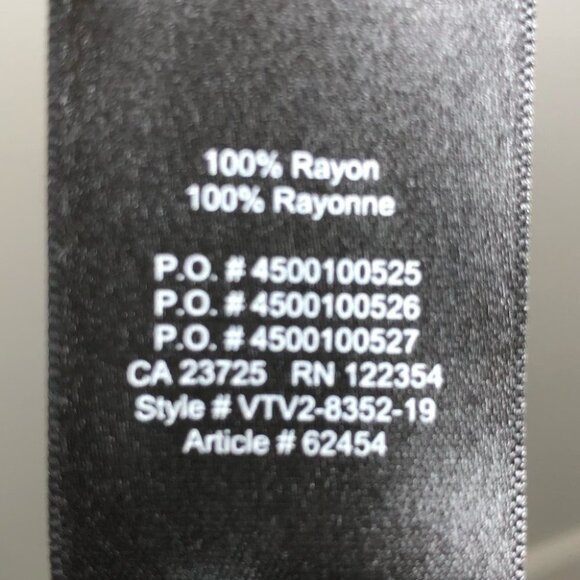 100% Rayon
100% Rayonne
P.O. # 4500100525
P.O. # 4500100526
P.O. # 4500100527
CA 23725 RN 122354
Style # VTV2-8352-19
Article # 62454